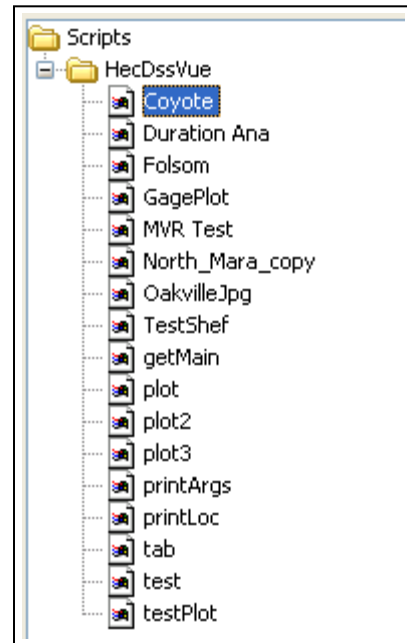 Scripts
HecDssVue
Coyote
Duration Ana
Folsom
GagePlot
MVR Test
North_Mara_copy
OakvilleJpg
TestShef
getMain
plot
plot2
plot3
printArgs
printLoc
tab
test
testPlot